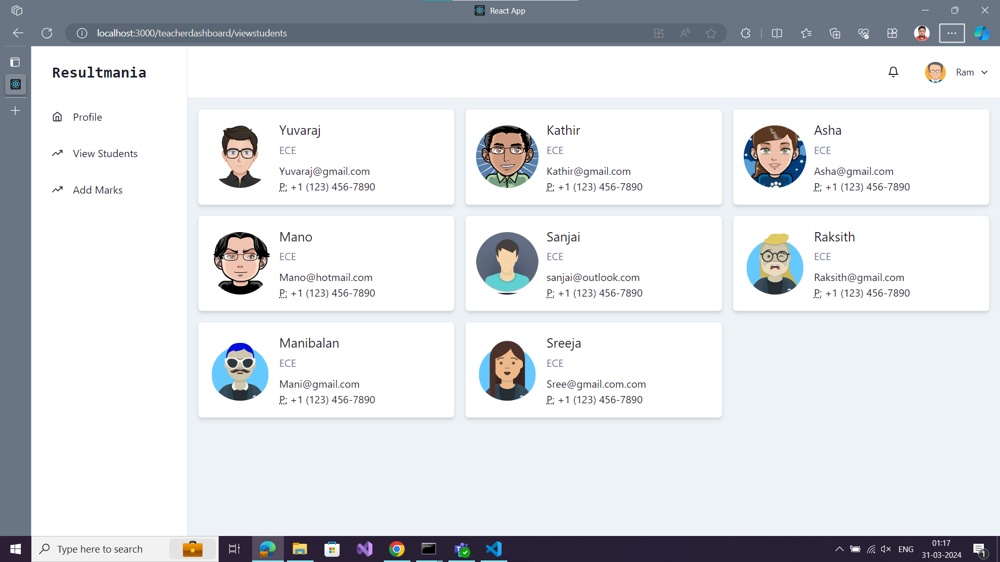 React App
localhost:3000/teacherdashboard/viewstudents
Resultmania
Ram
Profile
View Students
Add Marks
Yuvaraj
ECE
Yuvaraj@gmail.com
P: +1 (123) 456-7890
Kathir
ECE
Kathir@gmail.com
P: +1 (123) 456-7890
Asha
ECE
Asha@gmail.com
P: +1 (123) 456-7890
Mano
ECE
Mano@hotmail.com
P: +1 (123) 456-7890
Sanjai
ECE
sanjai@outlook.com
P: +1 (123) 456-7890
Raksith
ECE
Raksith@gmail.com
P: +1 (123) 456-7890
Manibalan
ECE
Mani@gmail.com
P: +1 (123) 456-7890
Sreeja
ECE
Sree@gmail.com.com
P: +1 (123) 456-7890
Type here to search
ENG
01:17
31-03-2024
1